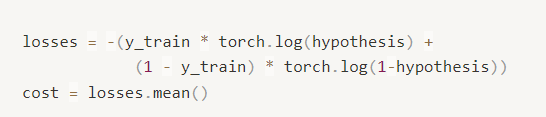 losses = -(y_train * torch.log(hypothesis) +
(1 - y_train) * torch.log(1-hypothesis))
cost = losses.mean()